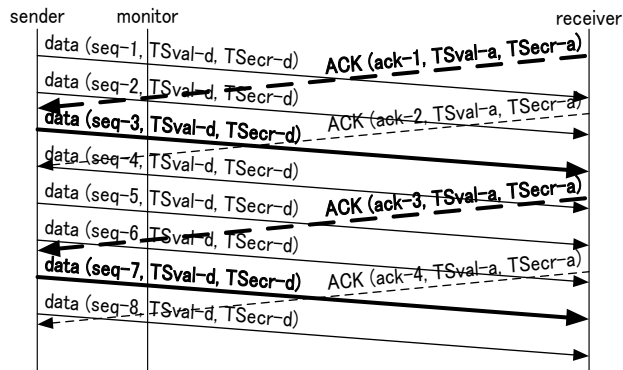 sender monitor receiver
data (seq-1, TSval-d, TSecr-d)
ACK (ack-1, TSval-a, TSecr-a)
data (seq-2, TSval-d, TSecr-d)
ACK (ack-2, TSval-a, TSecr-a)
data (seq-3, TSval-d, TSecr-d)
data (seq-4, TSval-d, TSecr-d)
data (seq-5, TSval-d, TSecr-d)
ACK (ack-3, TSval-a, TSecr-a)
data (seq-6, TSval-d, TSecr-d)
data (seq-7, TSval-d, TSecr-d)
ACK (ack-4, TSval-a, TSecr-a)
data (seq-8, TSval-d, TSecr-d)